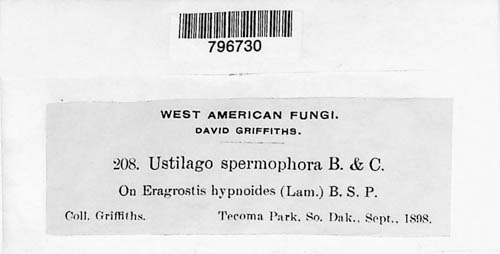 796730
WEST AMERICAN FUNGI.
DAVID GRIFFITHS.
208. Ustilago spermophora B. & C.
On Eragrostis hypnoides (Lam.) B. S. P.
Coll. Griffiths. Tecoma Park, So. Dak., Sept., 1898.